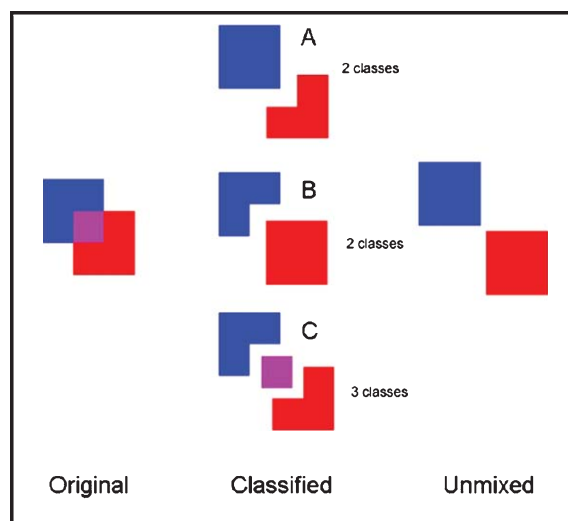 A
2 classes
B
2 classes
C
3 classes
Original Classified Unmixed